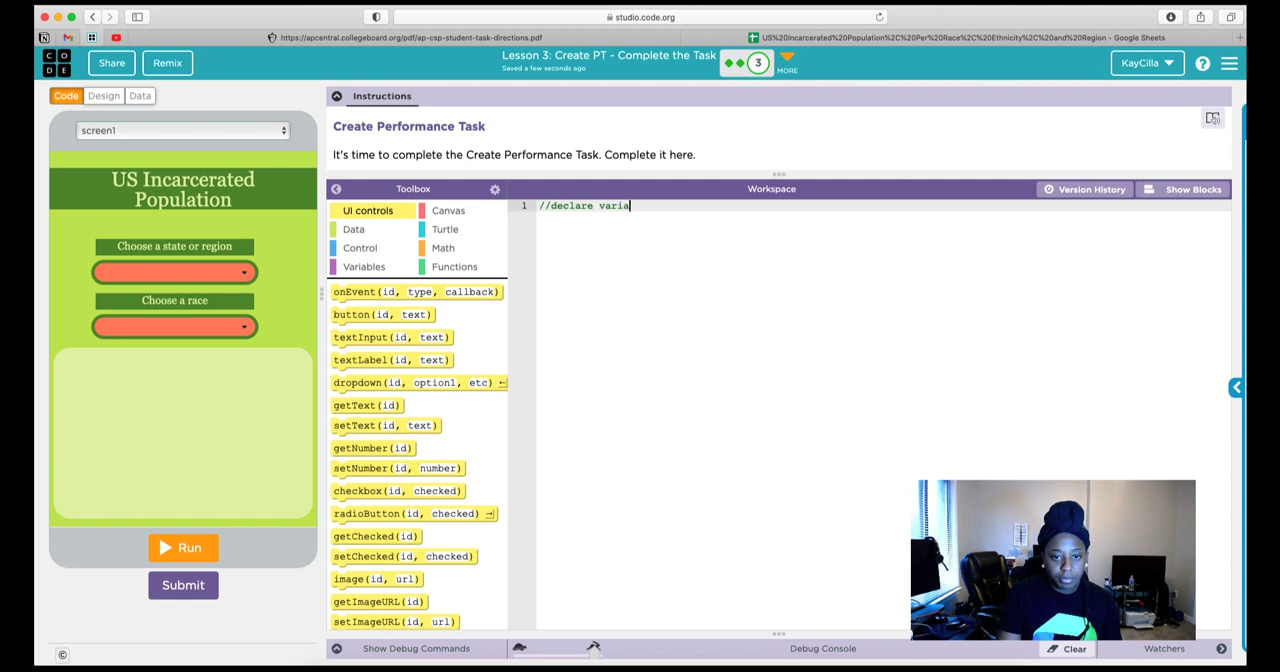 studio.code.org
https://apcentral.collegeboard.org/pdf/ap-csp-student-task-directions.pdf
US%20Incarcerated%20Population%2C%20Per%20Race%2C%20Ethnicity%2C%20and%20Region - Google Sheets
C O
D E
Share
Remix
Lesson 3: Create PT - Complete the Task
Saved a few seconds ago
3
MORE
KayCilla
?
Code
Design
Data
Instructions
screen1
Create Performance Task
It's time to complete the Create Performance Task. Complete it here.
US Incarcerated
Population
Choose a state or region
Choose a race
Run
Submit
Toolbox
Workspace
Version History
Show Blocks
UI controls
Canvas
Data
Turtle
Control
Math
Variables
Functions
1 //declare varia
onEvent(id, type, callback)
button(id, text)
textInput(id, text)
textLabel(id, text)
dropdown(id, option1, etc)
getText(id)
setText(id, text)
getNumber(id)
setNumber(id, number)
checkbox(id, checked)
radioButton(id, checked)
getChecked(id)
setChecked(id, checked)
image(id, url)
getImageURL(id)
setImageURL(id, url)
©
Show Debug Commands
Debug Console
Clear
Watchers